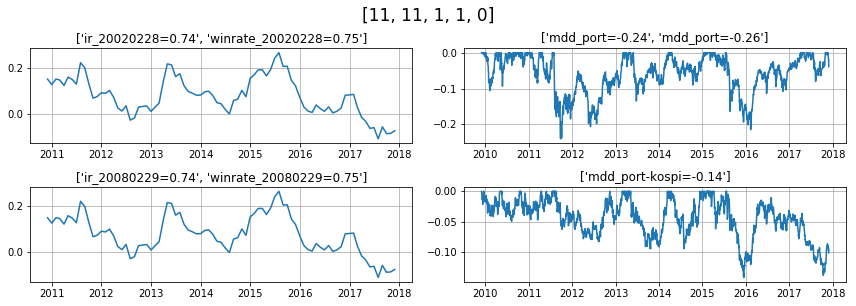 [11, 11, 1, 1, 0]
['ir_20020228=0.74', 'winrate_20020228=0.75']
0.2
0.0
2011 2012 2013 2014 2015 2016 2017 2018
['mdd_port=-0.24', 'mdd_port=-0.26']
0.0
−0.1
−0.2
2010 2011 2012 2013 2014 2015 2016 2017 2018
['ir_20080229=0.74', 'winrate_20080229=0.75']
0.2
0.0
2011 2012 2013 2014 2015 2016 2017 2018
['mdd_port-kospi=-0.14']
0.00
−0.05
−0.10
2010 2011 2012 2013 2014 2015 2016 2017 2018